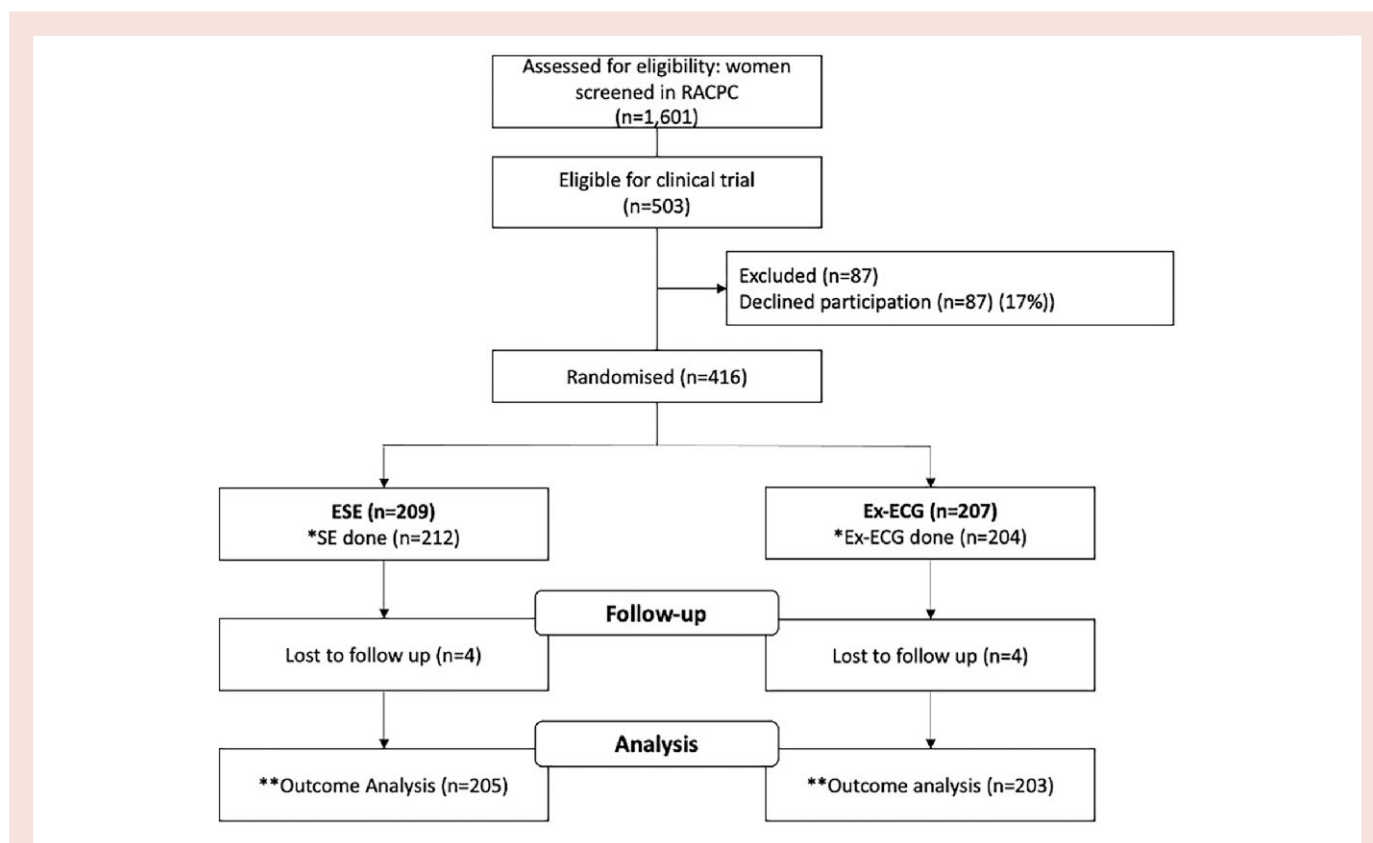 Assessed for eligibility: women
screened in RACPC
(n=1,601)
Eligible for clinical trial
(n=503)
Excluded (n=87)
Declined participation (n=87) (17%))
Randomised (n=416)
ESE (n=209)
*SE done (n=212)
Ex-ECG (n=207)
*Ex-ECG done (n=204)
Follow-up
Lost to follow up (n=4)
Lost to follow up (n=4)
Analysis
**Outcome Analysis (n=205)
**Outcome analysis (n=203)